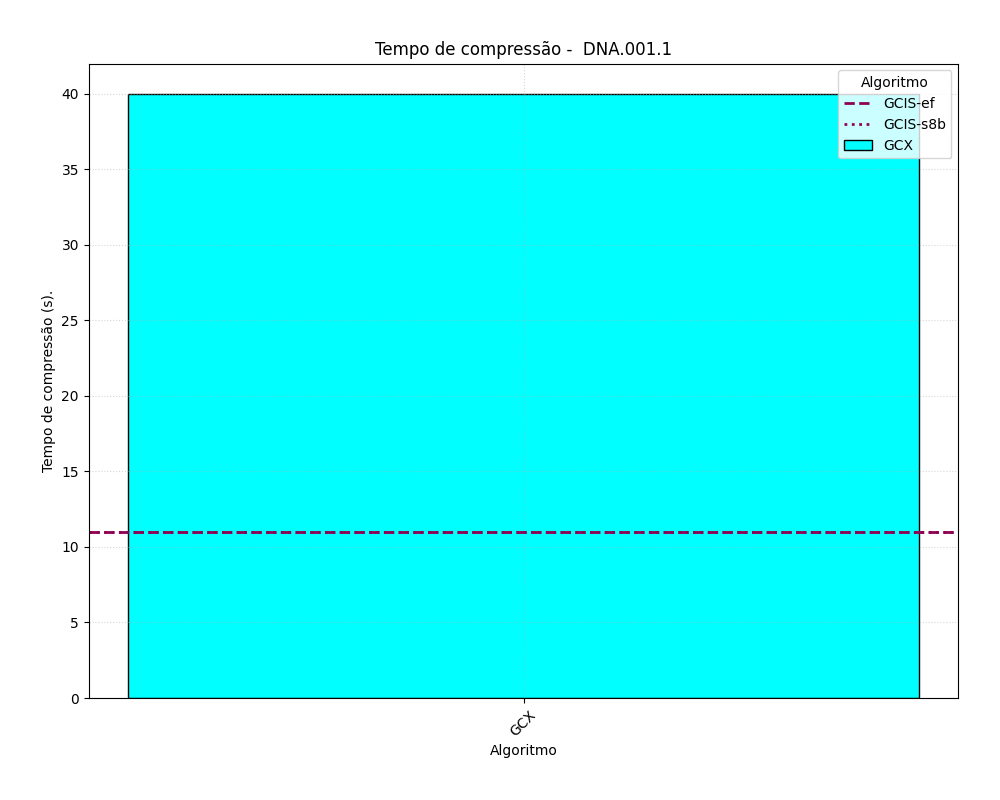 Tempo de compressão -  DNA.001.1
Algoritmo
GCIS-ef
GCIS-s8b
GCX
Tempo de compressão (s).
40
35
30
25
20
15
10
5
0
GCX
Algoritmo